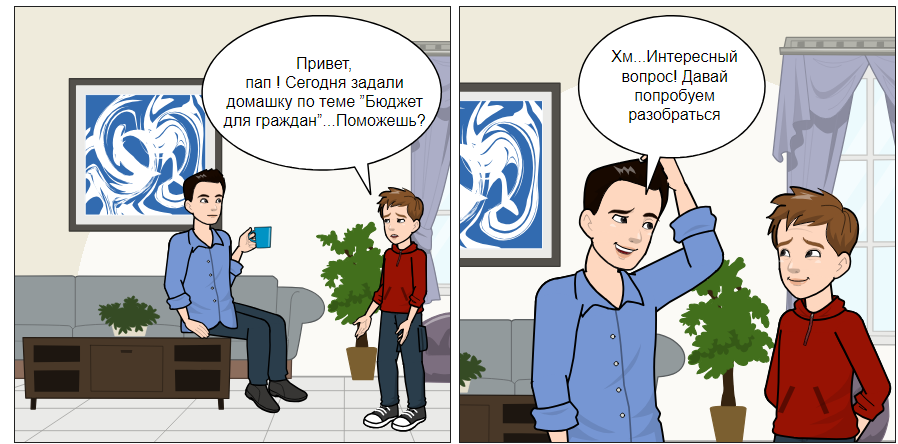 Привет,
пап ! Сегодня задали
домашку по теме "Бюджет
для граждан"...Поможешь?
Хм...Интересный
вопрос! Давай
попробуем
разобраться